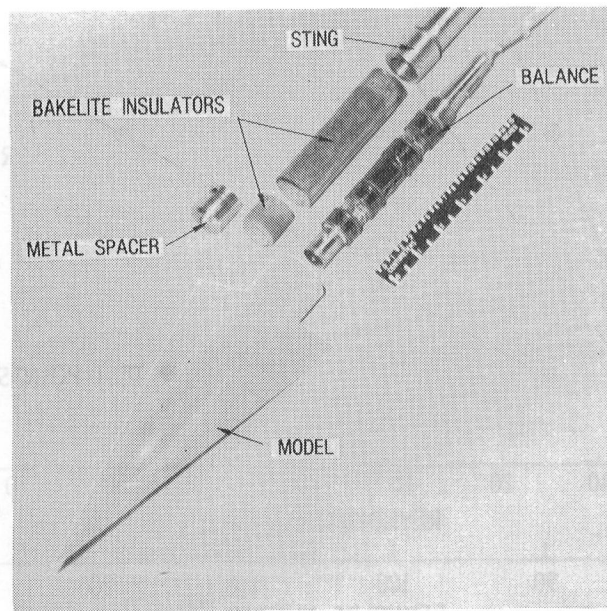 STING
BALANCE
BAKELITE INSULATORS
METAL SPACER
MODEL